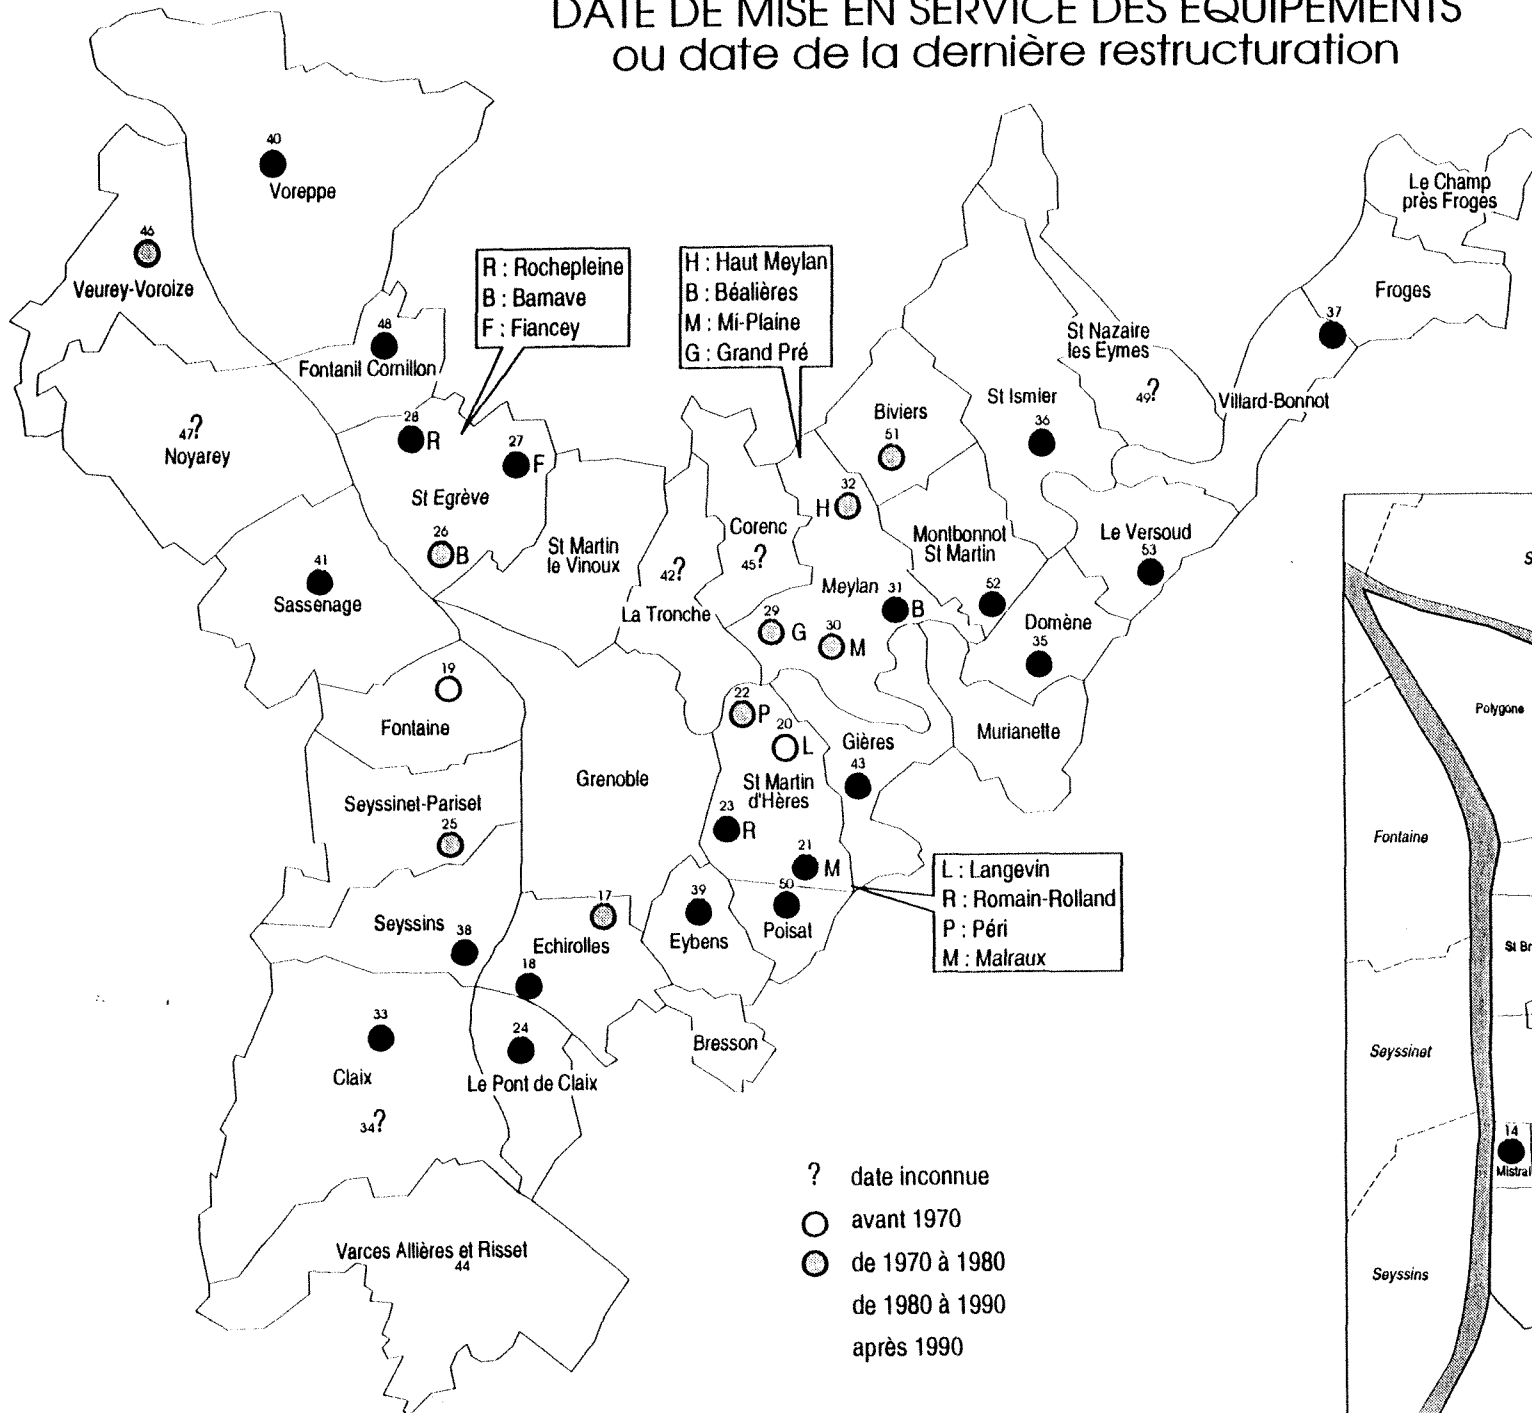 DATE DE MISE EN SERVICE DES EQUIPEMENTS
ou date de la dernière restructuration
40
Voreppe
46
Veurey-Voroize
48
Fontanil Cornillon
R : Rochepleine
B : Barnave
F : Fiancey
H : Haut Meylan
B : Béalières
M : Mi-Plaine
G : Grand Pré
Le Champ
près Froges
Froges
37
Villard-Bonnot
St Nazaire
les Eymes
49?
St Ismier
36
Biviers
51
47?
Noyarey
28
R
27
F
St Egrève
26
B
St Martin
le Vinoux
32
H
Corenc
45?
42?
La Tronche
Montbonnot
St Martin
52
Le Versoud
53
41
Sassenage
Meylan
31
B
29
G
30
M
Domène
35
19
Fontaine
22
P
20
L
Gières
43
Murianette
Grenoble
St Martin
d'Hères
23
R
21
M
Seyssinet-Pariset
25
L : Langevin
R : Romain-Rolland
P : Péri
M : Malraux
Seyssins
38
17
Echirolles
18
39
Eybens
50
Poisat
33
Claix
34?
24
Le Pont de Claix
Bresson
Varces Allières et Risset
44
? date inconnue
avant 1970
de 1970 à 1980
de 1980 à 1990
après 1990
S
Polygone
Fontaine
St Br
Seyssinet
14
Mistral
Seyssins